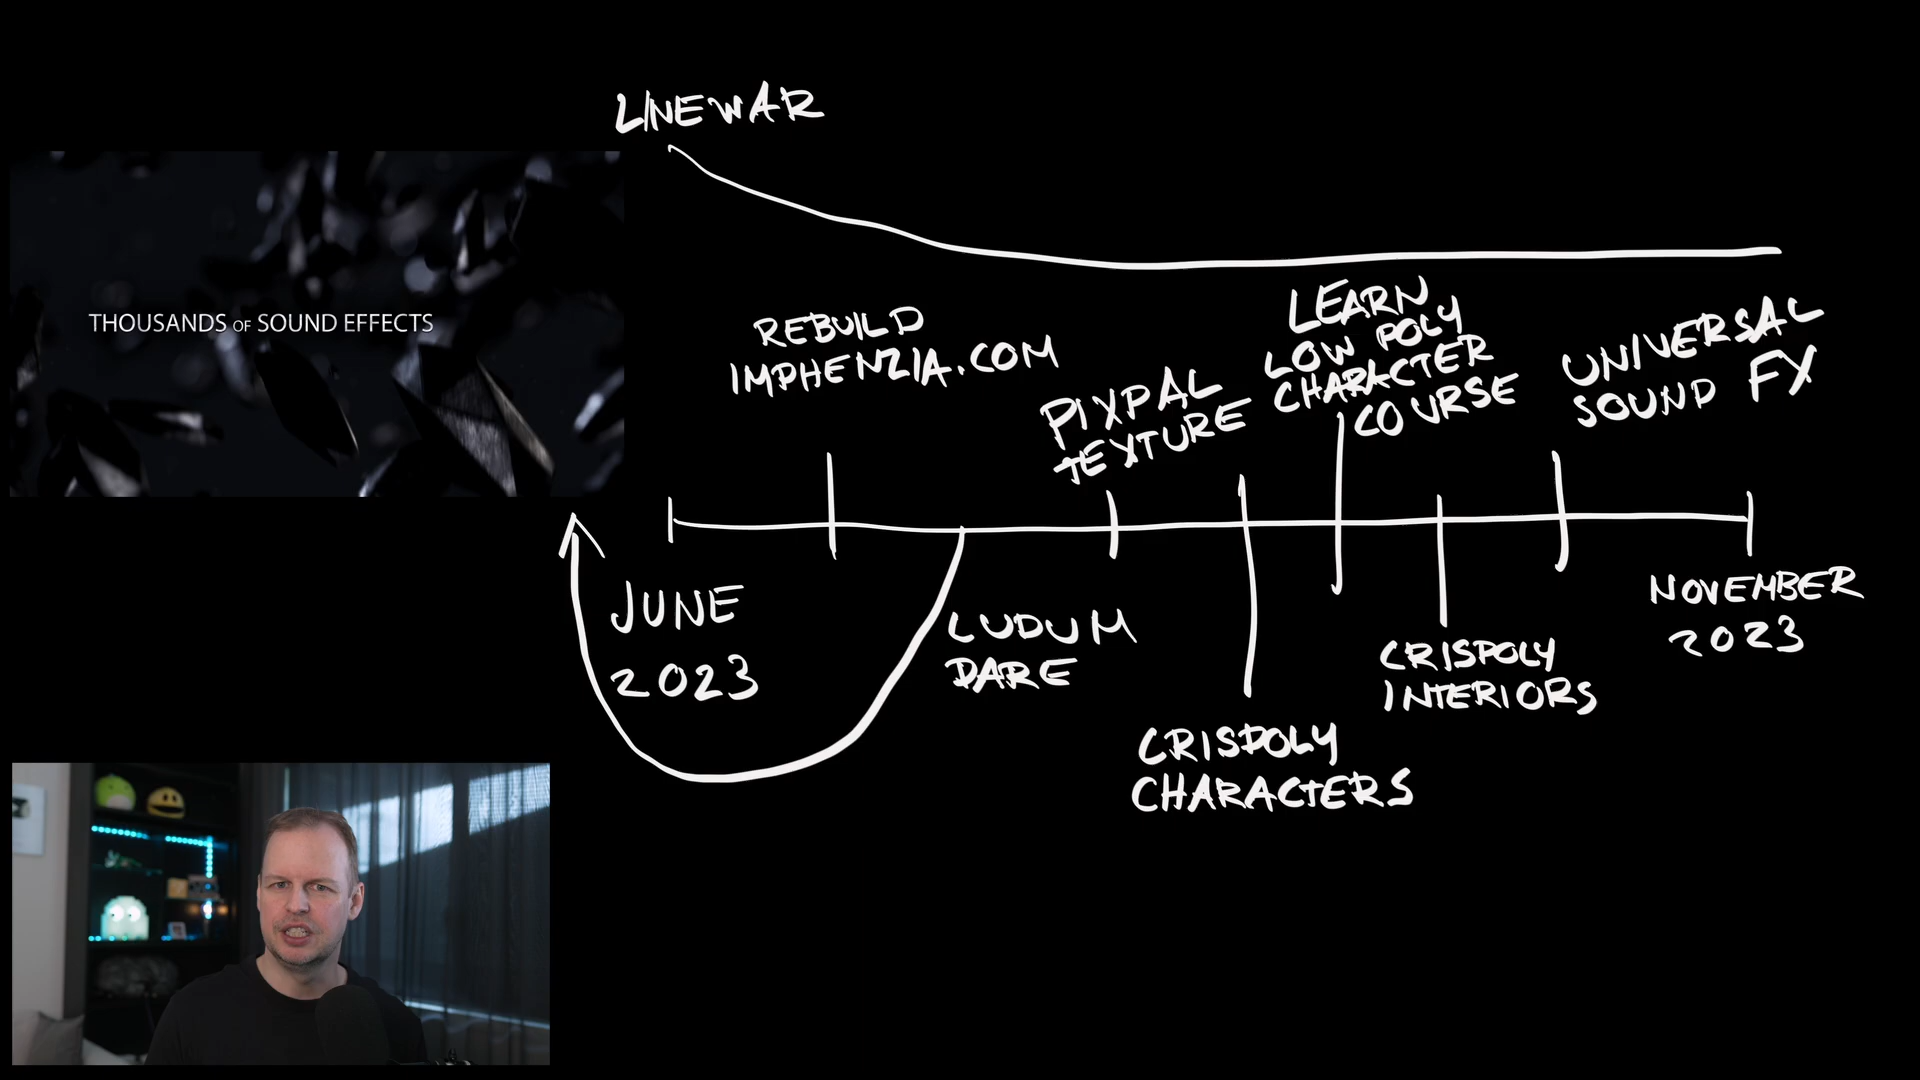 LINEWAR
THOUSANDS OF SOUND EFFECTS
REBUILD
IMPHENZIA.COM
PIXPAL
TEXTURE
LEARN
LOW POLY
CHARACTER
COURSE
UNIVERSAL
SOUND FX
JUNE
2023
LUDUM
DARE
CRISPOLY
CHARACTERS
CRISPOLY
INTERIORS
NOVEMBER
2023